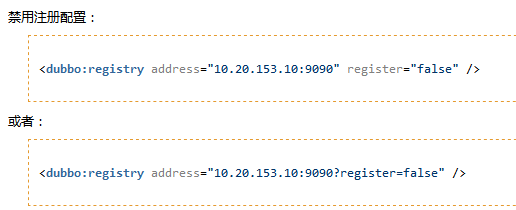 禁用注册配置：
<dubbo:registry address="10.20.153.10:9090" register="false" />
或者：
<dubbo:registry address="10.20.153.10:9090?register=false" />